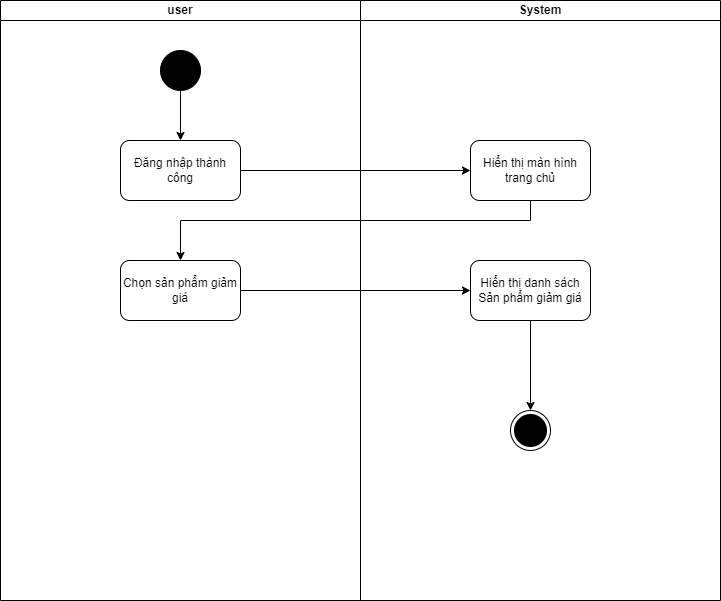 user
System
Đăng nhập thành
công
Hiển thị màn hình
trang chủ
Chọn sản phẩm giảm
giá
Hiển thị danh sách
Sản phẩm giảm giá